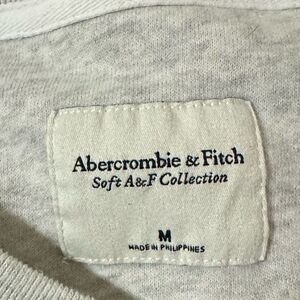 Abercrombie & Fitch
Soft A&F Collection
M
MADE IN PHILIPPINES